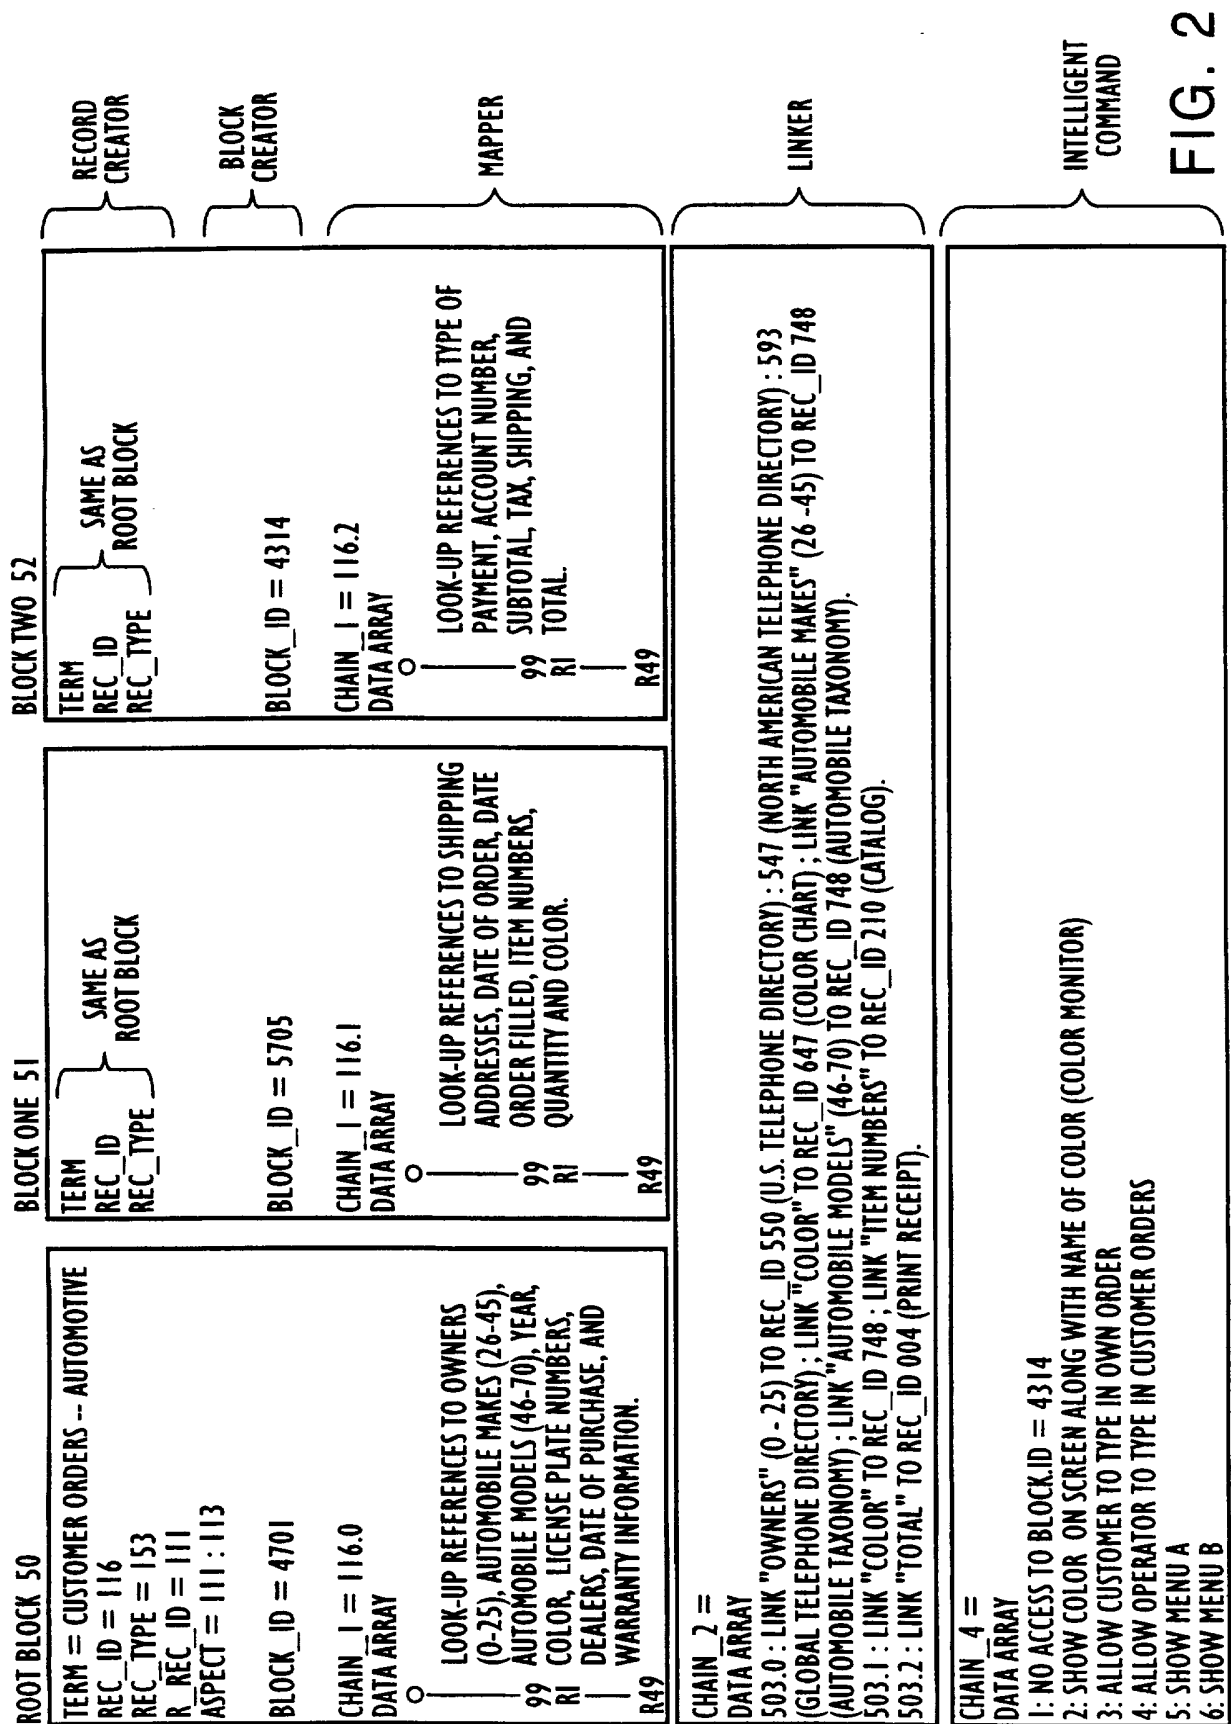 ROOT BLOCK 50
TERM = CUSTOMER ORDERS -- AUTOMOTIVE
REC_ID = 116
REC_TYPE = 153
R_REC_ID = 111
ASPECT = 111 : 113
BLOCK_ID = 4701
CHAIN_1 = 116.0
DATA ARRAY
0
99
R1
R49
LOOK-UP REFERENCES TO OWNERS
(0-25), AUTOMOBILE MAKES (26-45),
AUTOMOBILE MODELS (46-70), YEAR,
COLOR, LICENSE PLATE NUMBERS,
DEALERS, DATE OF PURCHASE, AND
WARRANTY INFORMATION.
BLOCK ONE 51
TERM
REC_ID
REC_TYPE
SAME AS
ROOT BLOCK
BLOCK_ID = 5705
CHAIN_1 = 116.1
DATA ARRAY
0
99
R1
R49
LOOK-UP REFERENCES TO SHIPPING
ADDRESSES, DATE OF ORDER, DATE
ORDER FILLED, ITEM NUMBERS,
QUANTITY AND COLOR.
BLOCK TWO 52
TERM
REC_ID
REC_TYPE
SAME AS
ROOT BLOCK
BLOCK_ID = 4314
CHAIN_1 = 116.2
DATA ARRAY
0
99
R1
R49
LOOK-UP REFERENCES TO TYPE OF
PAYMENT, ACCOUNT NUMBER,
SUBTOTAL, TAX, SHIPPING, AND
TOTAL.
RECORD
CREATOR
BLOCK
CREATOR
MAPPER
CHAIN_2 =
DATA ARRAY
503.0 : LINK "OWNERS" (0 - 25) TO REC_ID 550 (U.S. TELEPHONE DIRECTORY) : 547 (NORTH AMERICAN TELEPHONE DIRECTORY) : 593
(GLOBAL TELEPHONE DIRECTORY) ; LINK "COLOR" TO REC_ID 647 (COLOR CHART) ; LINK "AUTOMOBILE MAKES" (26 -45) TO REC_ID 748
(AUTOMOBILE TAXONOMY) ; LINK "AUTOMOBILE MODELS" (46-70) TO REC_ID 748 (AUTOMOBILE TAXONOMY).
503.1 : LINK "COLOR" TO REC_ID 748 ; LINK "ITEM NUMBERS" TO REC_ID 210 (CATALOG).
503.2 : LINK "TOTAL" TO REC_ID 004 (PRINT RECEIPT).
LINKER
CHAIN_4 =
DATA ARRAY
1: NO ACCESS TO BLOCK.ID = 4314
2: SHOW COLOR ON SCREEN ALONG WITH NAME OF COLOR (COLOR MONITOR)
3: ALLOW CUSTOMER TO TYPE IN OWN ORDER
4: ALLOW OPERATOR TO TYPE IN CUSTOMER ORDERS
5: SHOW MENU A
6: SHOW MENU B
INTELLIGENT
COMMAND
FIG. 2